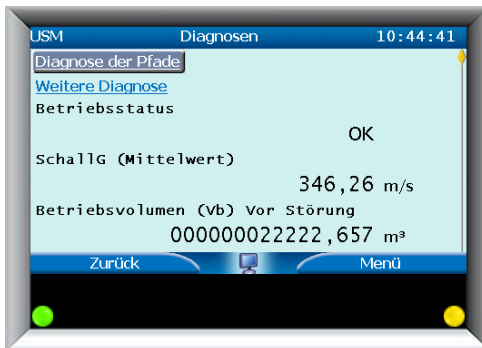 USM Diagnosen 10:44:41
Diagnose der Pfade
Weitere Diagnose
Betriebsstatus
OK
SchallG (Mittelwert)
346,26 m/s
Betriebsvolumen (Vb) Vor Störung
000000022222,657 m³
Zurück Menü